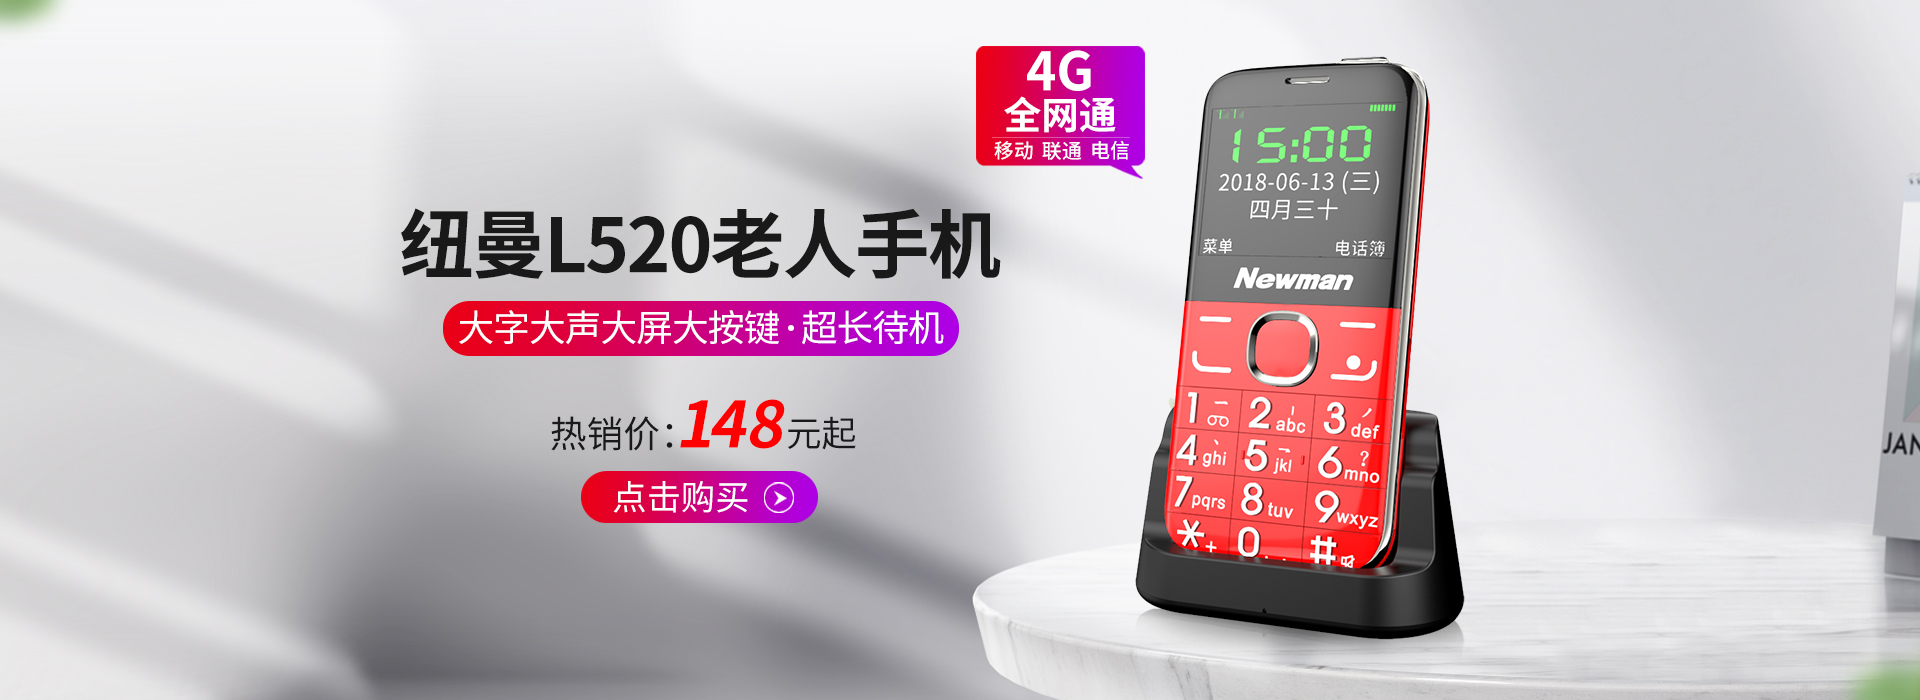 4G
全网通
移动 联通 电信
纽曼L520老人手机
大字大声大屏大按键·超长待机
热销价:148元起
点击购买
15:00
2018-06-13 (三)
四月三十
菜单 电话簿
Newman
1 2 abc 3 def
4 ghi 5 jkl 6 mno
7 pqrs 8 tuv 9 wxyz
* + 0 #
JAN